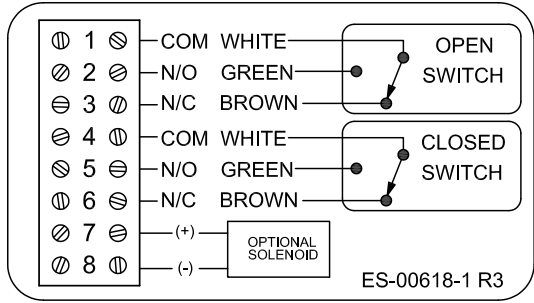 1 COM WHITE OPEN
2 N/O GREEN SWITCH
3 N/C BROWN
4 COM WHITE CLOSED
5 N/O GREEN SWITCH
6 N/C BROWN
7 (+) OPTIONAL
8 (-) SOLENOID
ES-00618-1 R3